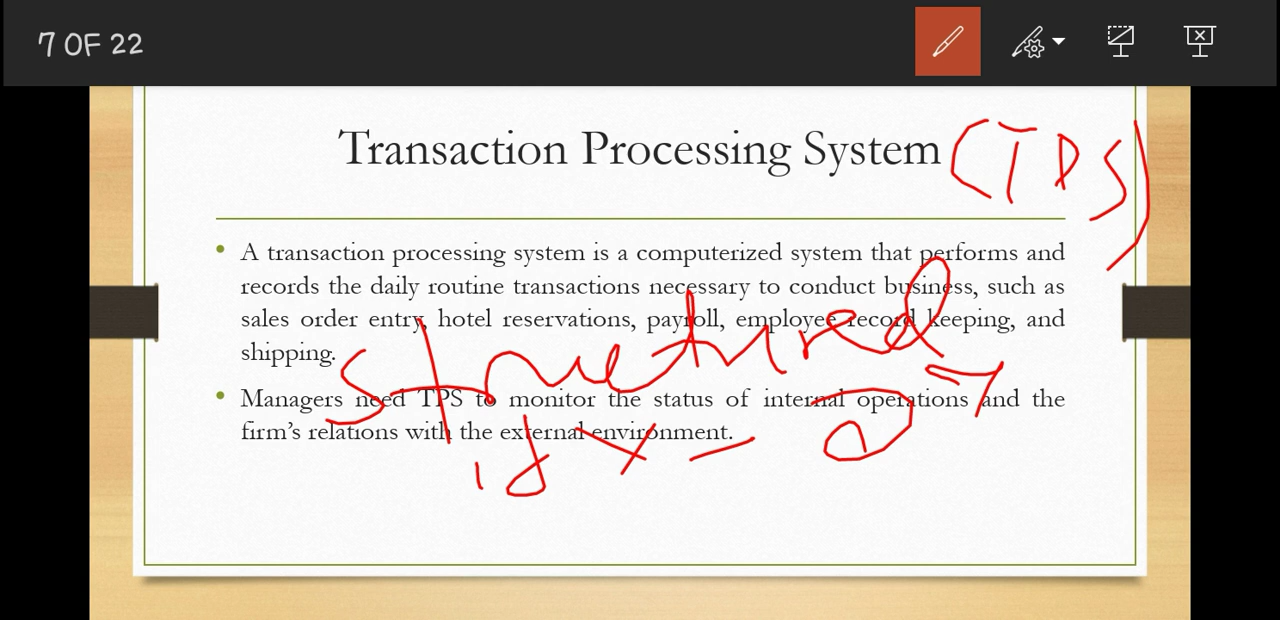 7 OF 22
Transaction Processing System (TPS)
• A transaction processing system is a computerized system that performs and
records the daily routine transactions necessary to conduct business, such as
sales order entry, hotel reservations, payroll, employee record keeping, and
shipping.
structured
• Managers need TPS to monitor the status of internal operations and the
firm's relations with the external environment.